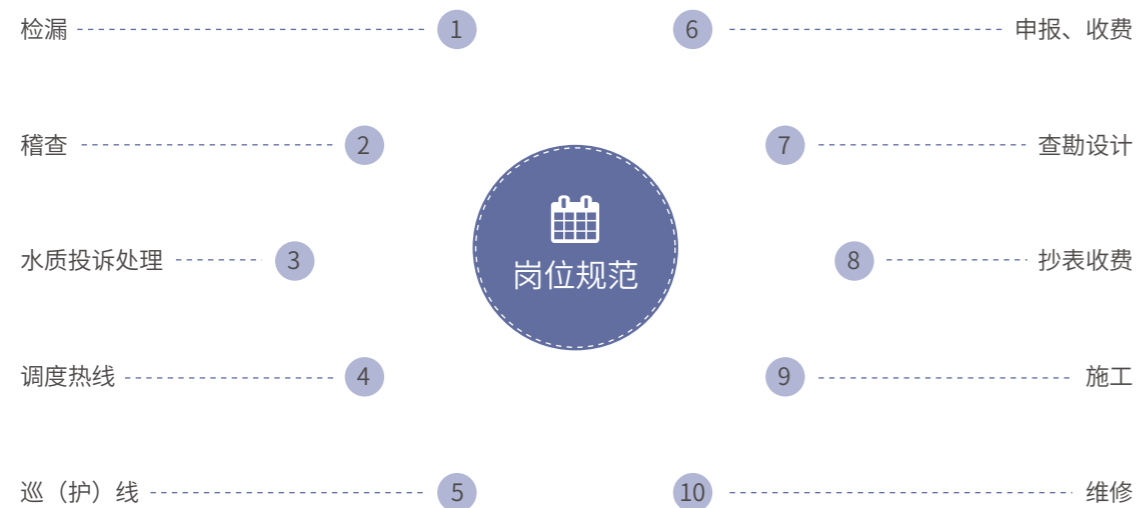 检漏 1
稽查 2
水质投诉处理 3
调度热线 4
巡（护）线 5
岗位规范
6 申报、收费
7 查勘设计
8 抄表收费
9 施工
10 维修